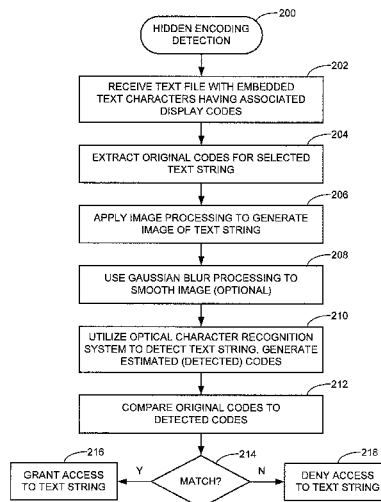 200
HIDDEN ENCODING
DETECTION
202
RECEIVE TEXT FILE WITH EMBEDDED
TEXT CHARACTERS HAVING ASSOCIATED
DISPLAY CODES
204
EXTRACT ORIGINAL CODES FOR SELECTED
TEXT STRING
206
APPLY IMAGE PROCESSING TO GENERATE
IMAGE OF TEXT STRING
208
USE GAUSSIAN BLUR PROCESSING TO
SMOOTH IMAGE (OPTIONAL)
210
UTILIZE OPTICAL CHARACTER RECOGNITION
SYSTEM TO DETECT TEXT STRING, GENERATE
ESTIMATED (DETECTED) CODES
212
COMPARE ORIGINAL CODES TO
DETECTED CODES
214
MATCH?
Y
N
216
GRANT ACCESS
TO TEXT STRING
218
DENY ACCESS
TO TEXT STRING